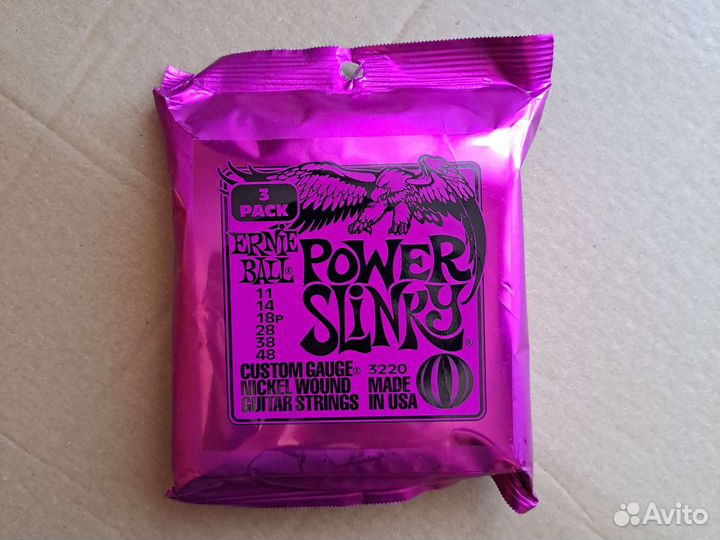 3
PACK
ERNIE
BALL®
POWER
SLINKY®
11
14
18P
28
38
48
CUSTOM GAUGE®
NICKEL WOUND
GUITAR STRINGS
3220
MADE
IN USA
Avito